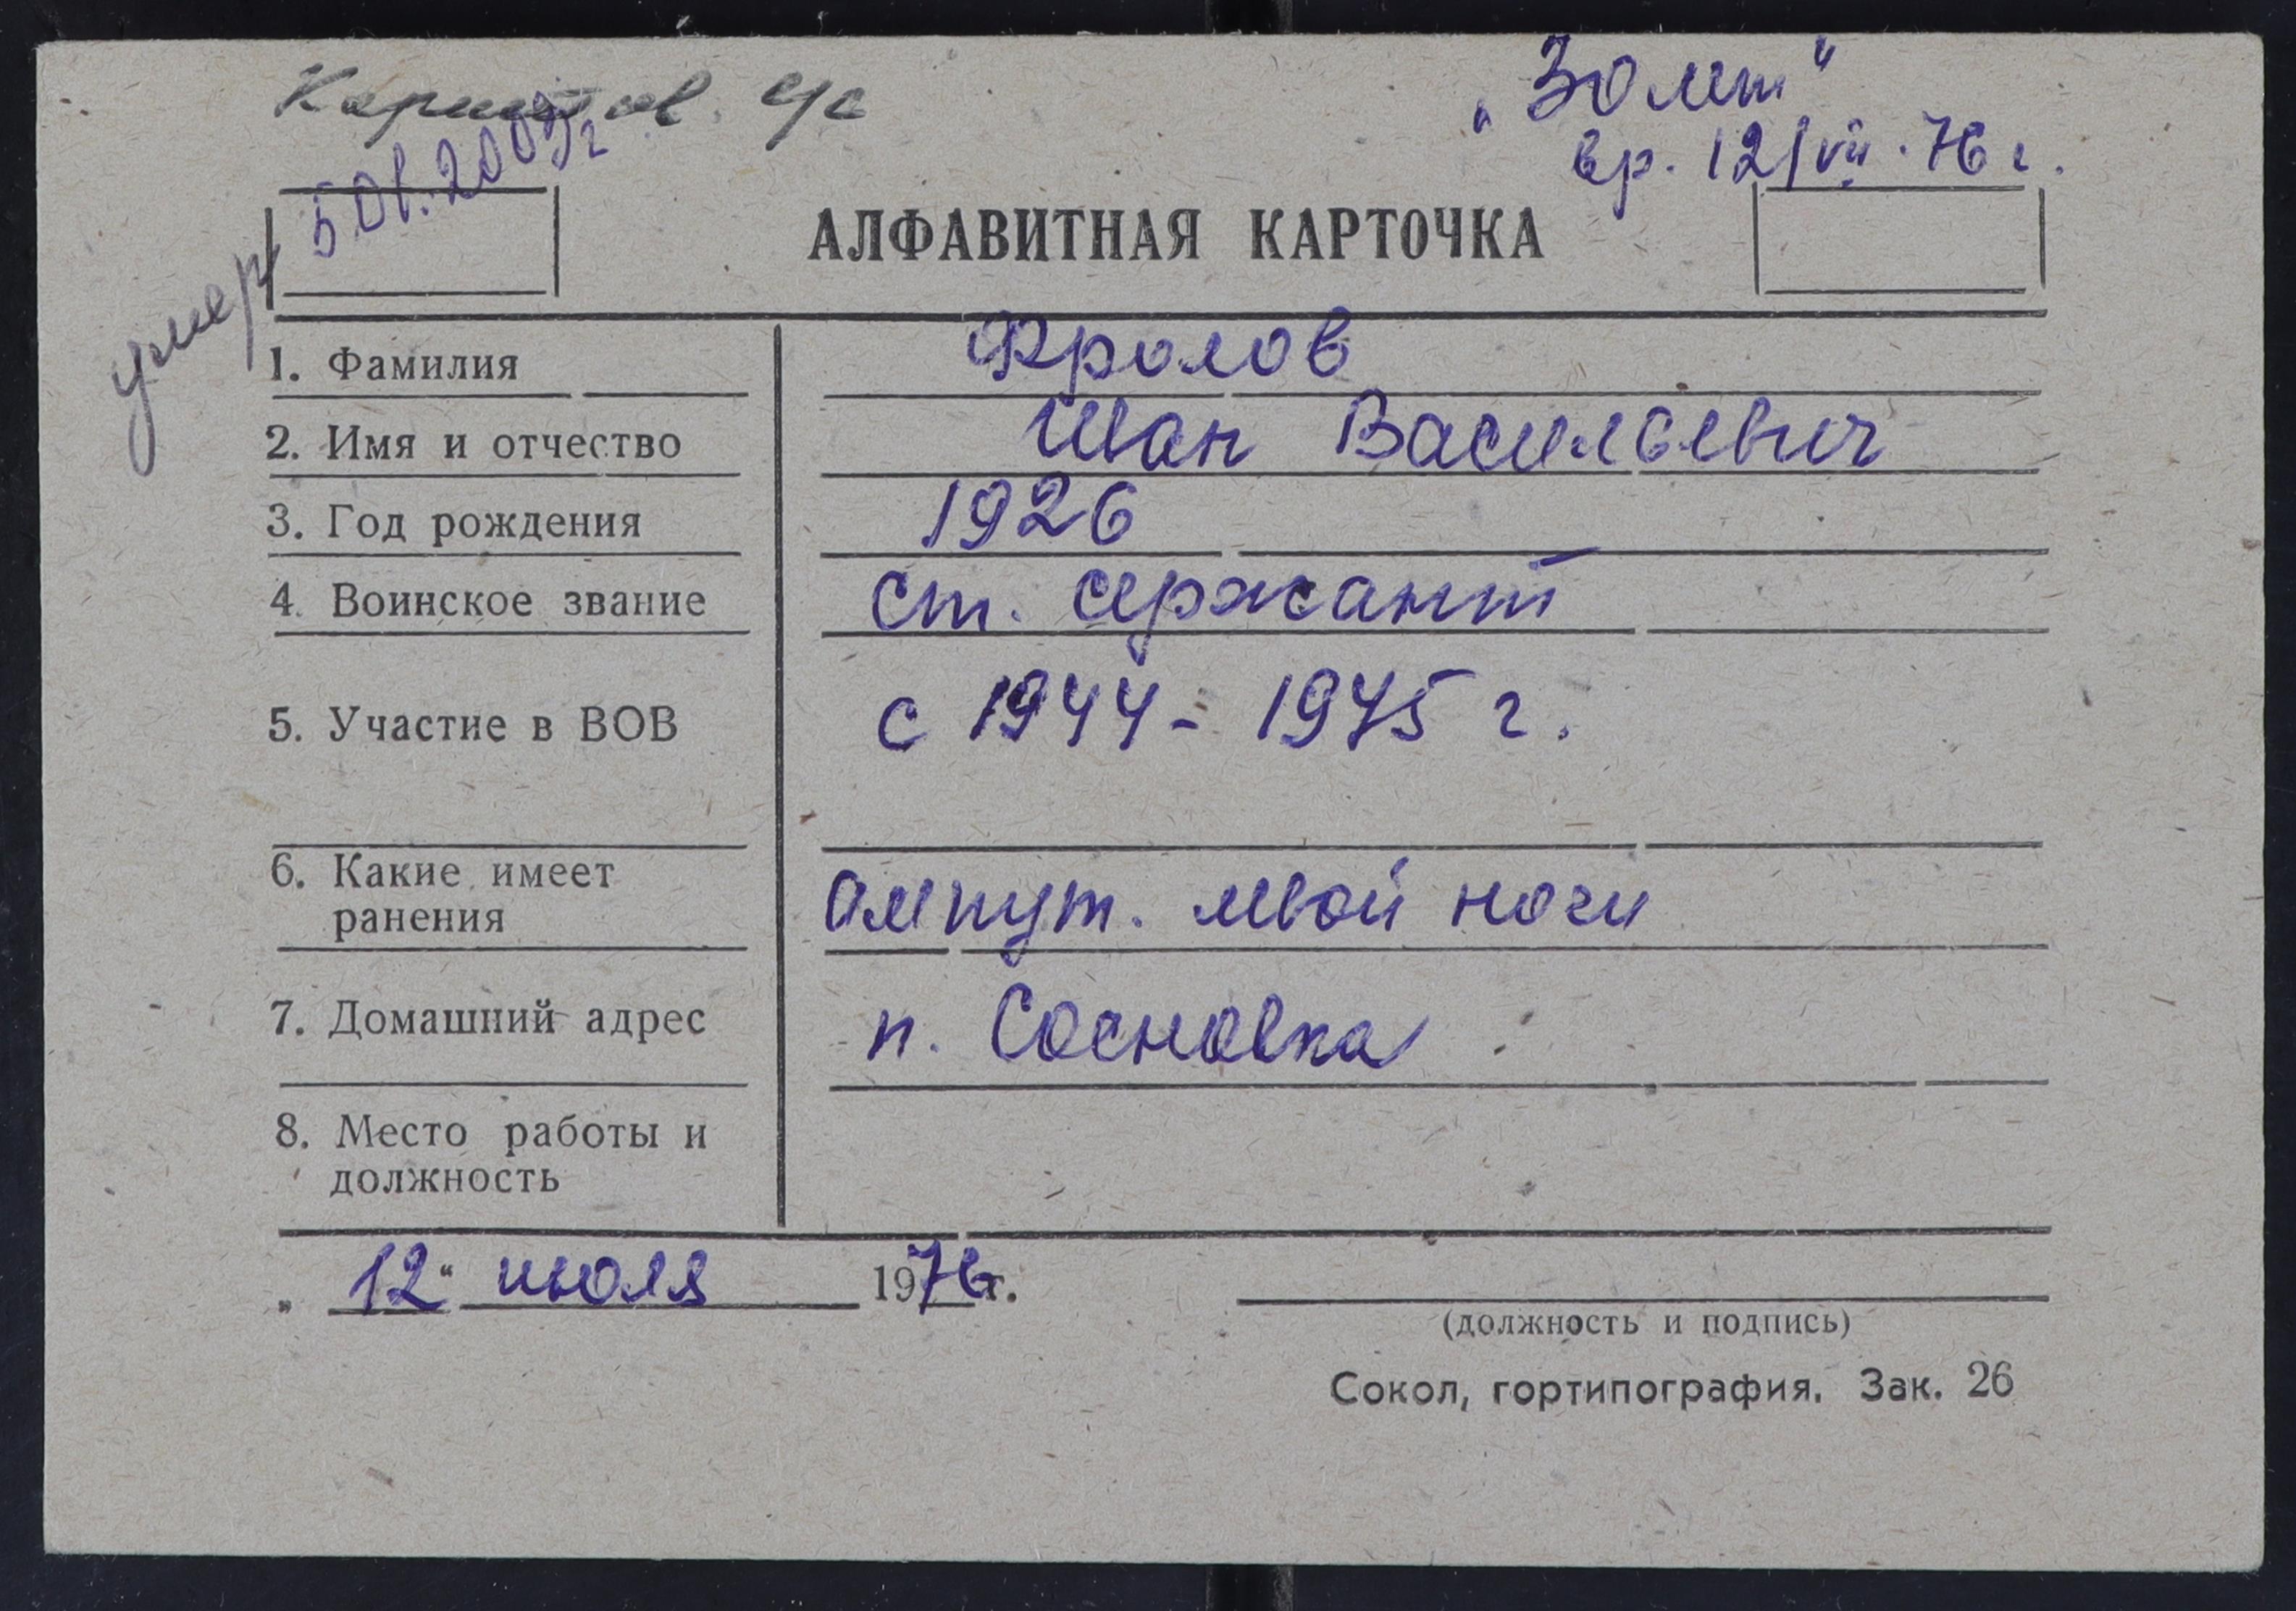 с/с
„30 лет"
вр. 12/VII.76 г.
умер 5.01.2009г
АЛФАВИТНАЯ КАРТОЧКА
1. Фамилия Фролов
2. Имя и отчество Иван Васильевич
3. Год рождения 1926
4. Воинское звание ст. сержант
5. Участие в ВОВ с 1944 - 1945 г.
6. Какие имеет
ранения ампут. левой ноги
7. Домашний адрес п. Сосновка
8. Место работы и
должность
„12" июля 1976г.
(должность и подпись)
Сокол, гортипография. Зак. 26